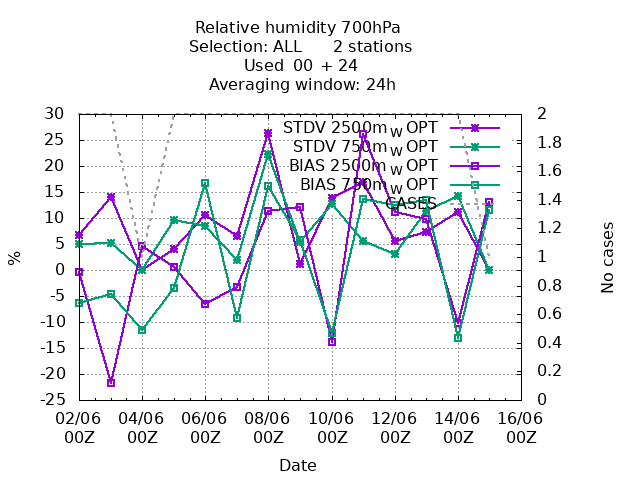 Relative humidity 700hPa
Selection: ALL 2 stations
Used 00 + 24
Averaging window: 24h
STDV 2500m_W OPT
STDV 750m_W OPT
BIAS 2500m_W OPT
BIAS 750m_W OPT
CASES
30
25
20
15
10
5
0
-5
-10
-15
-20
-25
%
2
1.8
1.6
1.4
1.2
1
0.8
0.6
0.4
0.2
0
No cases
02/06 04/06 06/06 08/06 10/06 12/06 14/06 16/06
00Z 00Z 00Z 00Z 00Z 00Z 00Z 00Z
Date